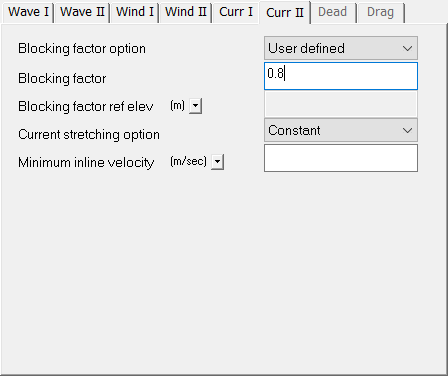 Wave I Wave II Wind I Wind II Curr I Curr II Dead Drag
Blocking factor option User defined
Blocking factor 0.8
Blocking factor ref elev (m)
Current stretching option Constant
Minimum inline velocity (m/sec)